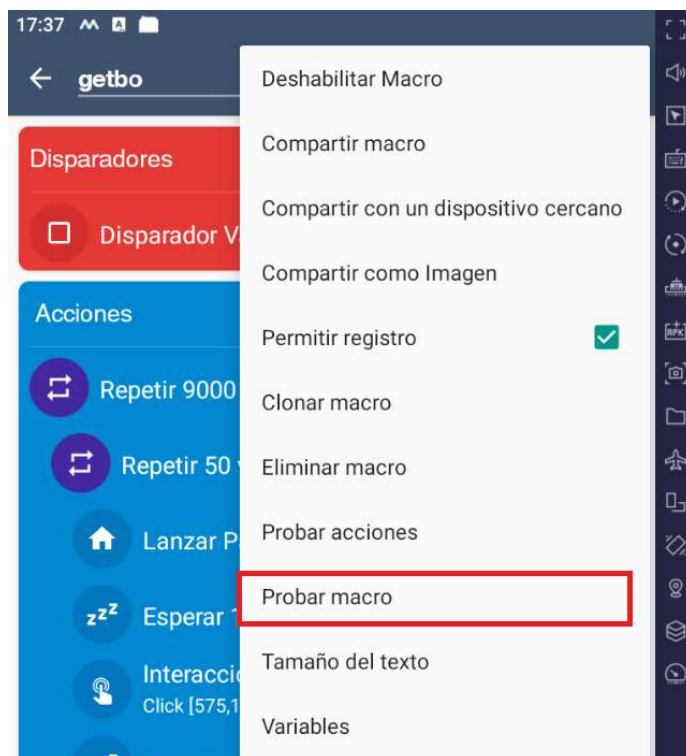 17:37
getbo
Deshabilitar Macro
Compartir macro
Disparadores
Compartir con un dispositivo cercano
Disparador V
Compartir como Imagen
Acciones
Permitir registro
Repetir 9000
Clonar macro
Repetir 50
Eliminar macro
Lanzar P
Probar acciones
Probar macro
zzz Esperar 1
Interacció
Click [575,1
Tamaño del texto
Variables